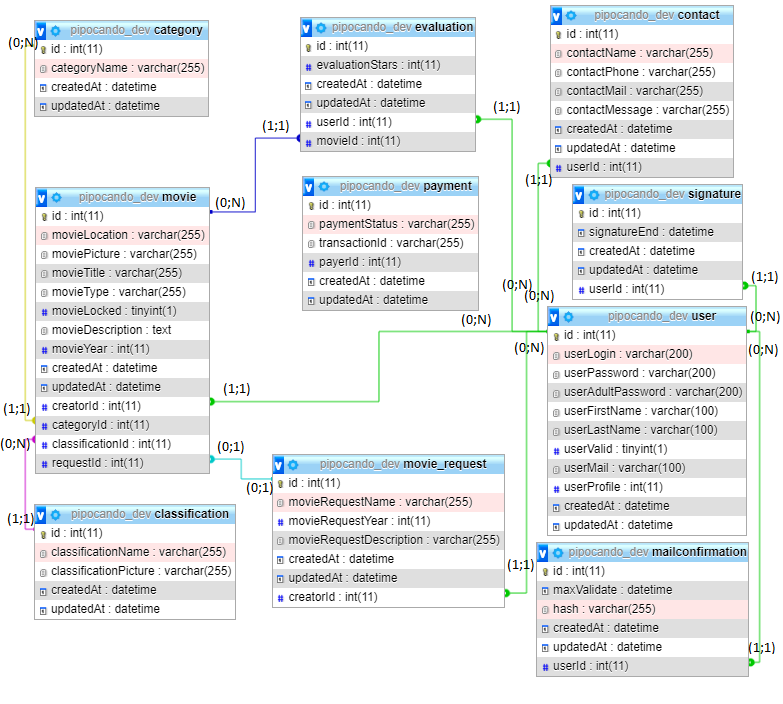 pipocando_dev category
id : int(11)
categoryName : varchar(255)
createdAt : datetime
updatedAt : datetime
(0;N)
pipocando_dev evaluation
id : int(11)
evaluationStars : int(11)
createdAt : datetime
updatedAt : datetime
userId : int(11)
movieId : int(11)
(1;1)
(1;1)
pipocando_dev contact
id : int(11)
contactName : varchar(255)
contactPhone : varchar(255)
contactMail : varchar(255)
contactMessage : varchar(255)
createdAt : datetime
updatedAt : datetime
userId : int(11)
(1;1)
pipocando_dev movie
id : int(11)
movieLocation : varchar(255)
moviePicture : varchar(255)
movieTitle : varchar(255)
movieType : varchar(255)
movieLocked : tinyint(1)
movieDescription : text
movieYear : int(11)
createdAt : datetime
updatedAt : datetime
creatorId : int(11)
categoryId : int(11)
classificationId : int(11)
requestId : int(11)
(0;N)
(1;1)
(1;1)
(0;N)
(0;1)
pipocando_dev payment
id : int(11)
paymentStatus : varchar(255)
transactionId : varchar(255)
payerId : int(11)
createdAt : datetime
updatedAt : datetime
pipocando_dev signature
id : int(11)
signatureEnd : datetime
createdAt : datetime
updatedAt : datetime
userId : int(11)
(1;1)
(0;N)
(0;N)
(0;N)
(0;N)
(0;N)
(0;N)
pipocando_dev user
id : int(11)
userLogin : varchar(200)
userPassword : varchar(200)
userAdultPassword : varchar(200)
userFirstName : varchar(100)
userLastName : varchar(100)
userValid : tinyint(1)
userMail : varchar(100)
userProfile : int(11)
createdAt : datetime
updatedAt : datetime
pipocando_dev movie_request
id : int(11)
movieRequestName : varchar(255)
movieRequestYear : int(11)
movieRequestDescription : varchar(255)
createdAt : datetime
updatedAt : datetime
creatorId : int(11)
(0;1)
(1;1)
pipocando_dev classification
id : int(11)
classificationName : varchar(255)
classificationPicture : varchar(255)
createdAt : datetime
updatedAt : datetime
(1;1)
pipocando_dev mailconfirmation
id : int(11)
maxValidate : datetime
hash : varchar(255)
createdAt : datetime
updatedAt : datetime
userId : int(11)
(1;1)